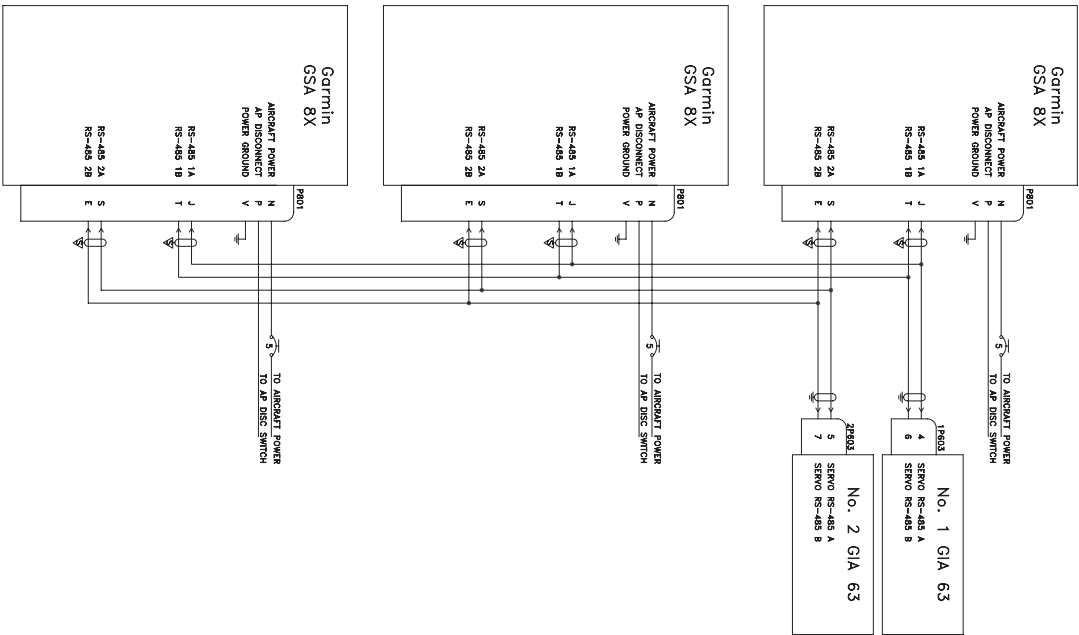 Garmin
GSA 8X
P801
AIRCRAFT POWER N 5 TO AIRCRAFT POWER
AP DISCONNECT P TO AP DISC SWITCH
POWER GROUND V
RS-485 1A J
RS-485 1B T
RS-485 2A S
RS-485 2B E
1P603
No. 1 GIA 63
4 SERVO RS-485 A
6 SERVO RS-485 B
2P603
No. 2 GIA 63
5 SERVO RS-485 A
7 SERVO RS-485 B
Garmin
GSA 8X
P801
AIRCRAFT POWER N 5 TO AIRCRAFT POWER
AP DISCONNECT P TO AP DISC SWITCH
POWER GROUND V
RS-485 1A J
RS-485 1B T
RS-485 2A S
RS-485 2B E
Garmin
GSA 8X
P801
AIRCRAFT POWER N 5 TO AIRCRAFT POWER
AP DISCONNECT P TO AP DISC SWITCH
POWER GROUND V
RS-485 1A J
RS-485 1B T
RS-485 2A S
RS-485 2B E